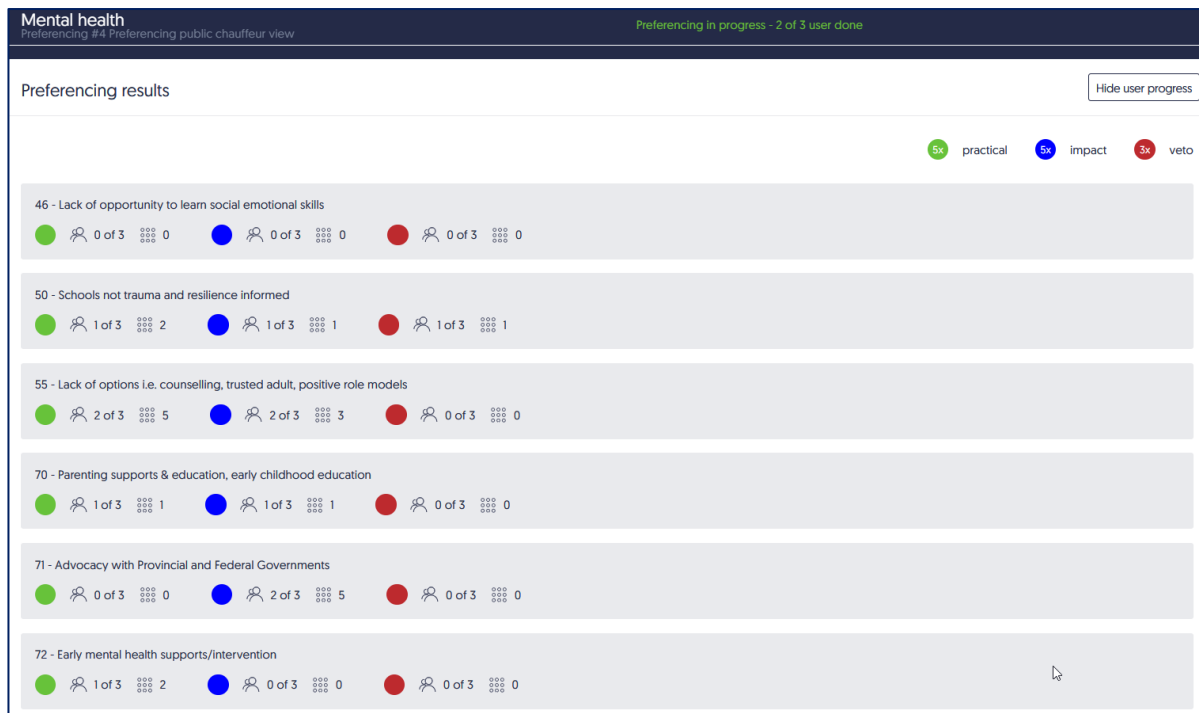 Mental health
Preferencing #4 Preferencing public chauffeur view
Preferencing in progress - 2 of 3 user done
Preferencing results
Hide user progress
5x practical 5x impact 3x veto
46 - Lack of opportunity to learn social emotional skills
0 of 3 0 0 of 3 0 0 of 3 0
50 - Schools not trauma and resilience informed
1 of 3 2 1 of 3 1 1 of 3 1
55 - Lack of options i.e. counselling, trusted adult, positive role models
2 of 3 5 2 of 3 3 0 of 3 0
70 - Parenting supports & education, early childhood education
1 of 3 1 1 of 3 1 0 of 3 0
71 - Advocacy with Provincial and Federal Governments
0 of 3 0 2 of 3 5 0 of 3 0
72 - Early mental health supports/intervention
1 of 3 2 0 of 3 0 0 of 3 0